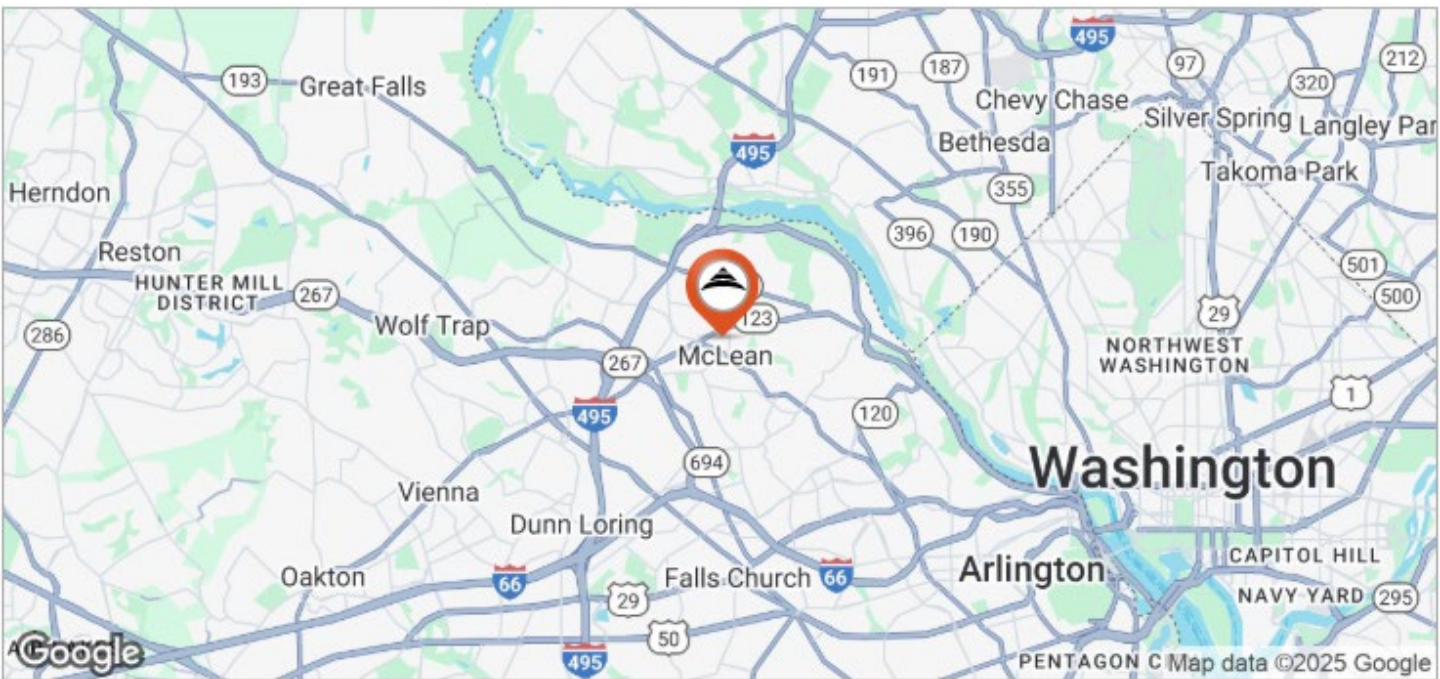 495
97
212
193
Great Falls
191
187
320
Chevy Chase
Silver Spring
Langley Par
Bethesda
495
Takoma Park
Herndon
355
396
190
Reston
501
HUNTER MILL
DISTRICT
267
500
123
29
286
Wolf Trap
McLean
267
NORTHWEST
WASHINGTON
1
495
120
694
Washington
Vienna
Dunn Loring
CAPITOL HILL
Oakton
66
Falls Church
66
Arlington
29
NAVY YARD
295
50
Google
495
PENTAGON C
Map data ©2025 Google